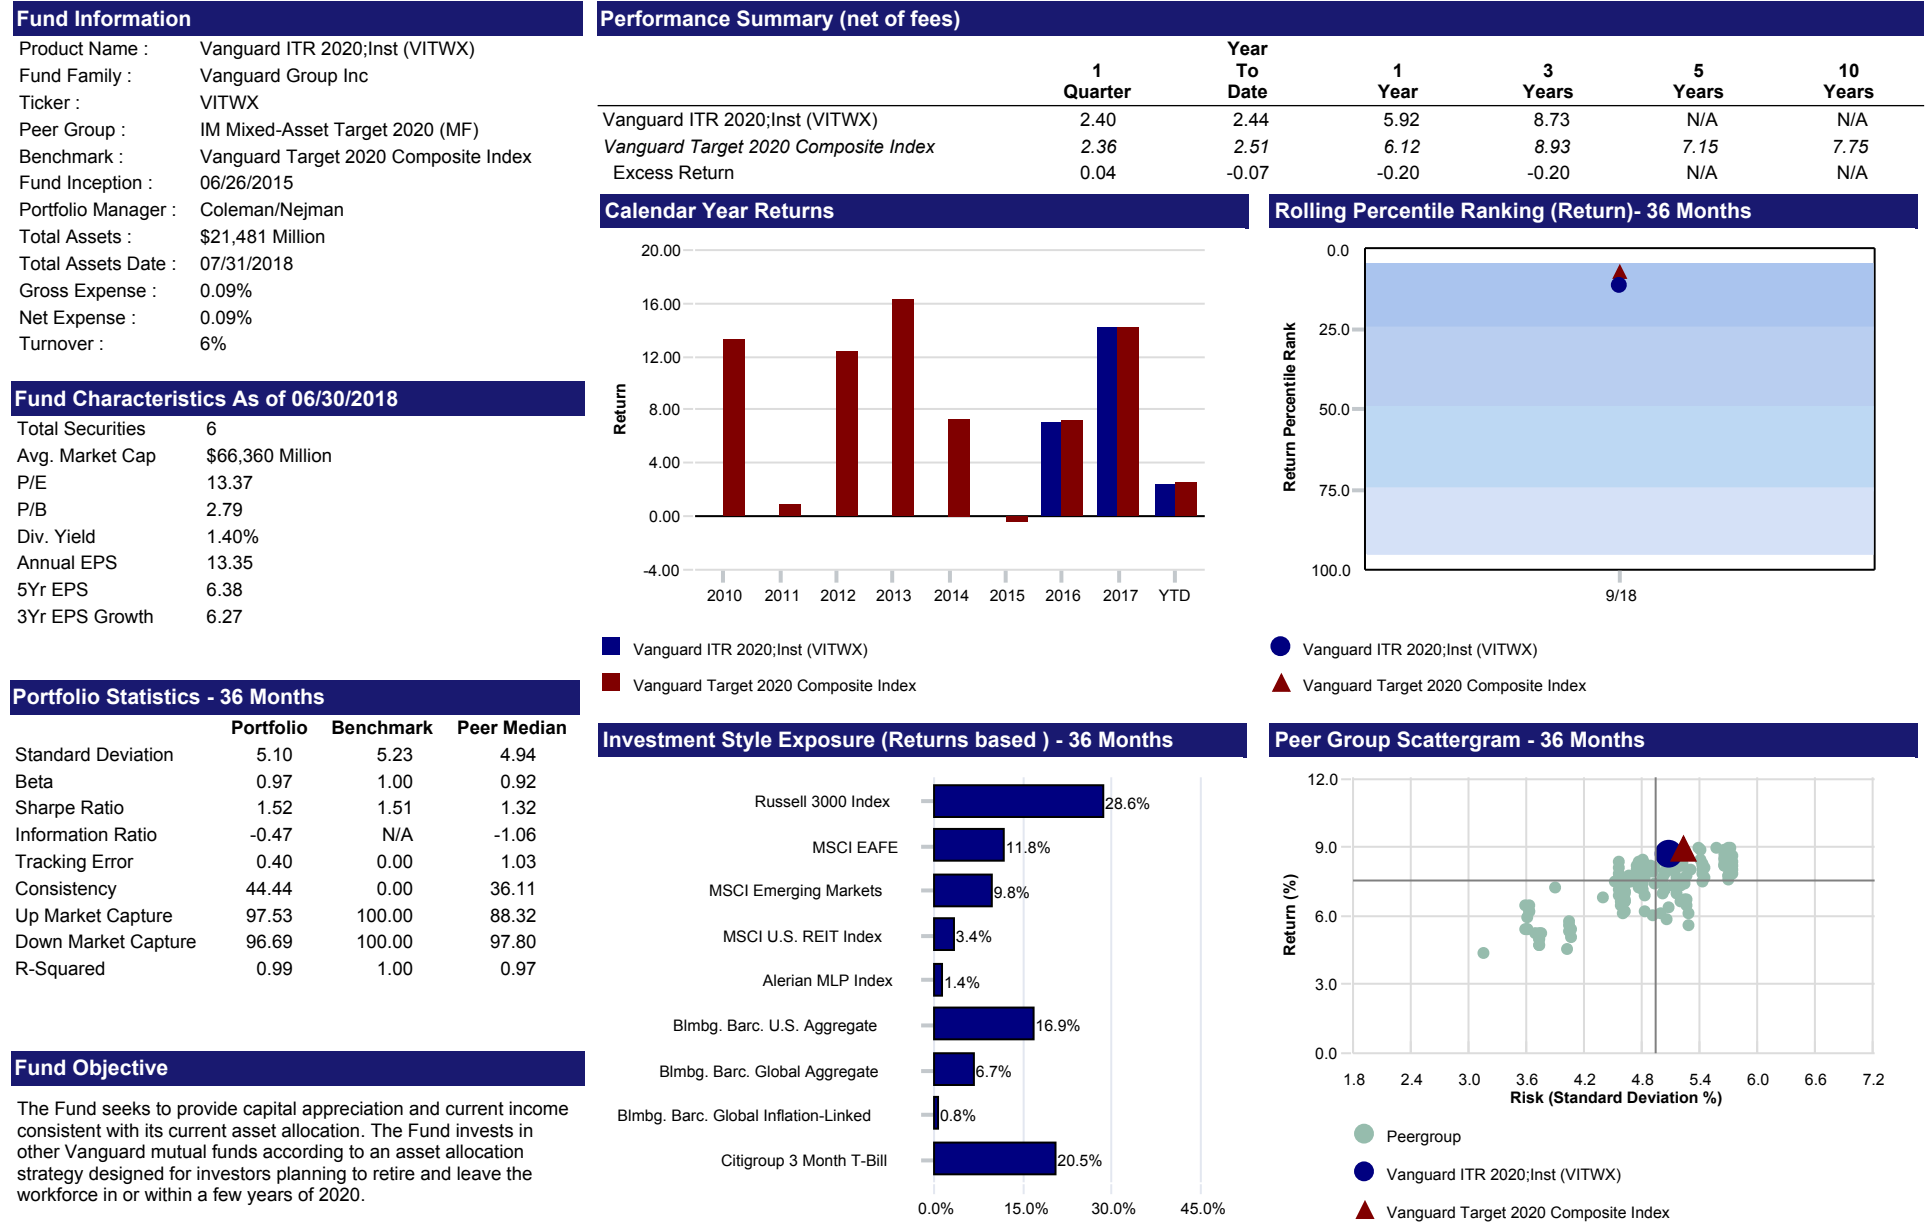 Fund Information
Product Name : Vanguard ITR 2020;Inst (VITWX)
Fund Family : Vanguard Group Inc
Ticker : VITWX
Peer Group : IM Mixed-Asset Target 2020 (MF)
Benchmark : Vanguard Target 2020 Composite Index
Fund Inception : 06/26/2015
Portfolio Manager : Coleman/Nejman
Total Assets : $21,481 Million
Total Assets Date : 07/31/2018
Gross Expense : 0.09%
Net Expense : 0.09%
Turnover : 6%
Fund Characteristics As of 06/30/2018
Total Securities 6
Avg. Market Cap $66,360 Million
P/E 13.37
P/B 2.79
Div. Yield 1.40%
Annual EPS 13.35
5Yr EPS 6.38
3Yr EPS Growth 6.27
Portfolio Statistics - 36 Months
Portfolio Benchmark Peer Median
Standard Deviation 5.10 5.23 4.94
Beta 0.97 1.00 0.92
Sharpe Ratio 1.52 1.51 1.32
Information Ratio -0.47 N/A -1.06
Tracking Error 0.40 0.00 1.03
Consistency 44.44 0.00 36.11
Up Market Capture 97.53 100.00 88.32
Down Market Capture 96.69 100.00 97.80
R-Squared 0.99 1.00 0.97
Fund Objective
The Fund seeks to provide capital appreciation and current income
consistent with its current asset allocation. The Fund invests in
other Vanguard mutual funds according to an asset allocation
strategy designed for investors planning to retire and leave the
workforce in or within a few years of 2020.
Performance Summary (net of fees)
Year
1 To 1 3 5 10
Quarter Date Year Years Years Years
Vanguard ITR 2020;Inst (VITWX) 2.40 2.44 5.92 8.73 N/A N/A
Vanguard Target 2020 Composite Index 2.36 2.51 6.12 8.93 7.15 7.75
Excess Return 0.04 -0.07 -0.20 -0.20 N/A N/A
Calendar Year Returns
20.00
16.00
12.00
8.00
4.00
0.00
-4.00
Return
2010 2011 2012 2013 2014 2015 2016 2017 YTD
Vanguard ITR 2020;Inst (VITWX)
Vanguard Target 2020 Composite Index
Rolling Percentile Ranking (Return)- 36 Months
0.0
25.0
50.0
75.0
100.0
Return Percentile Rank
9/18
Vanguard ITR 2020;Inst (VITWX)
Vanguard Target 2020 Composite Index
Investment Style Exposure (Returns based ) - 36 Months
Russell 3000 Index 28.6%
MSCI EAFE 11.8%
MSCI Emerging Markets 9.8%
MSCI U.S. REIT Index 3.4%
Alerian MLP Index 1.4%
Blmbg. Barc. U.S. Aggregate 16.9%
Blmbg. Barc. Global Aggregate 6.7%
Blmbg. Barc. Global Inflation-Linked 0.8%
Citigroup 3 Month T-Bill 20.5%
0.0% 15.0% 30.0% 45.0%
Peer Group Scattergram - 36 Months
12.0
9.0
6.0
3.0
0.0
Return (%)
1.8 2.4 3.0 3.6 4.2 4.8 5.4 6.0 6.6 7.2
Risk (Standard Deviation %)
Peergroup
Vanguard ITR 2020;Inst (VITWX)
Vanguard Target 2020 Composite Index